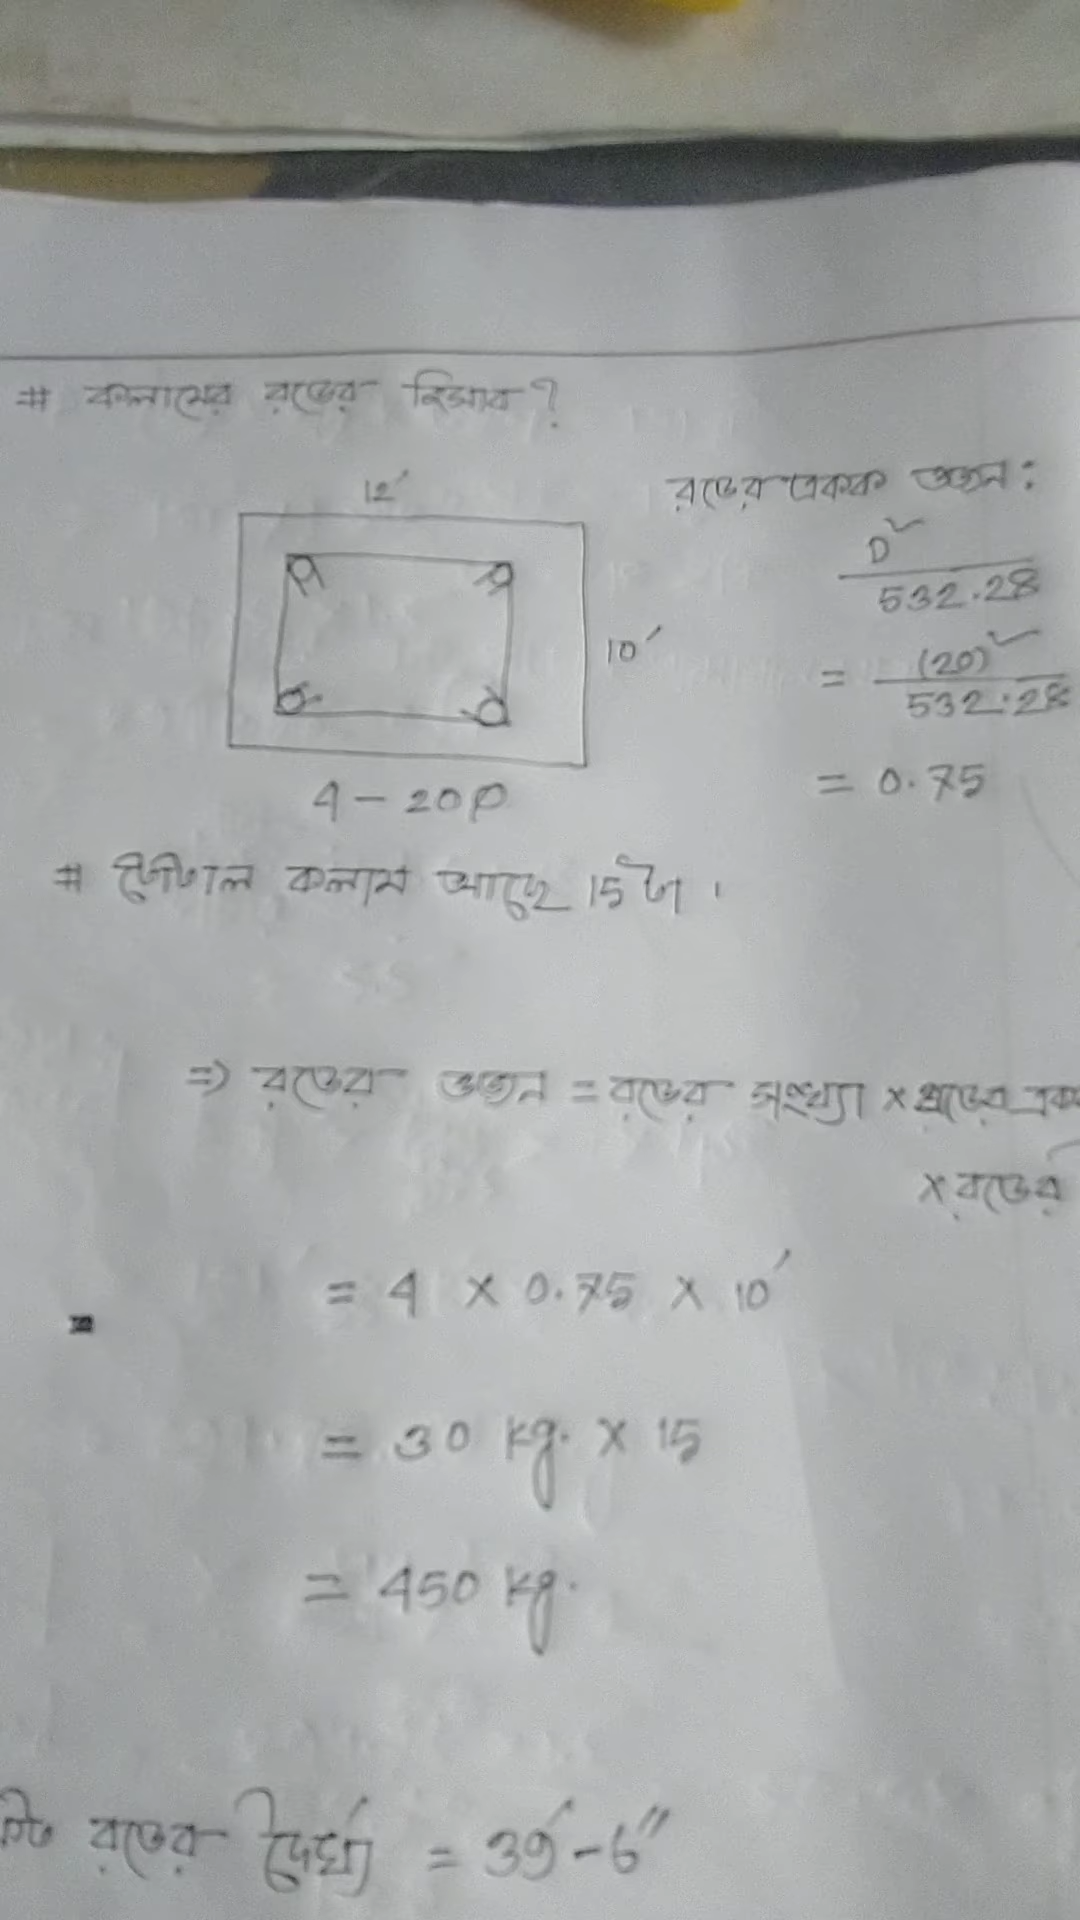 # কলামের রডের হিসাব?
12'
10'
4 - 20φ
রডের একক ওজন:
D²
532.28
= (20)²
532.28
= 0.75
# টোটাল কলাম আছে 15 টা।
=> রডের ওজন = রডের সংখ্যা × রডের এক
× রডের
= 4 × 0.75 × 10'
= 30 kg. × 15
= 450 kg.
রডের দৈর্ঘ্য = 39'-6"